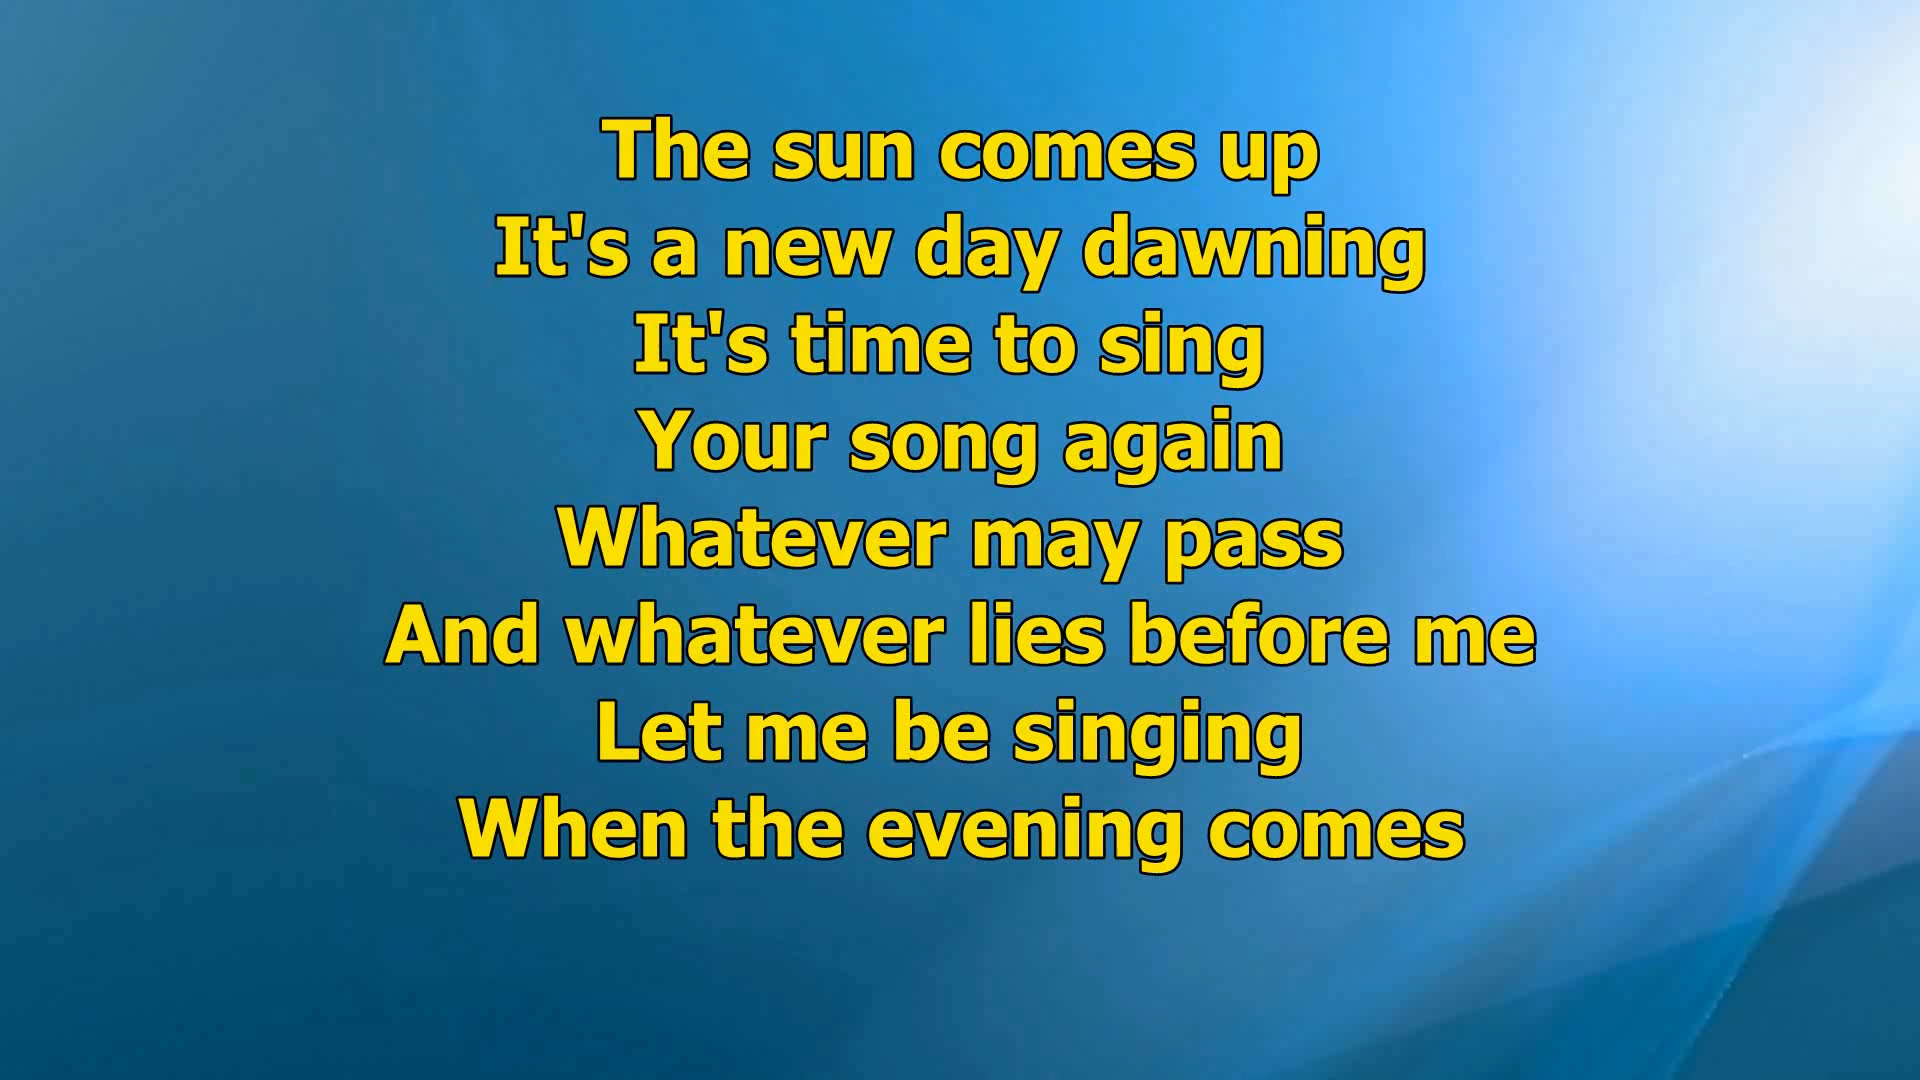 The sun comes up
It's a new day dawning
It's time to sing
Your song again
Whatever may pass
And whatever lies before me
Let me be singing
When the evening comes